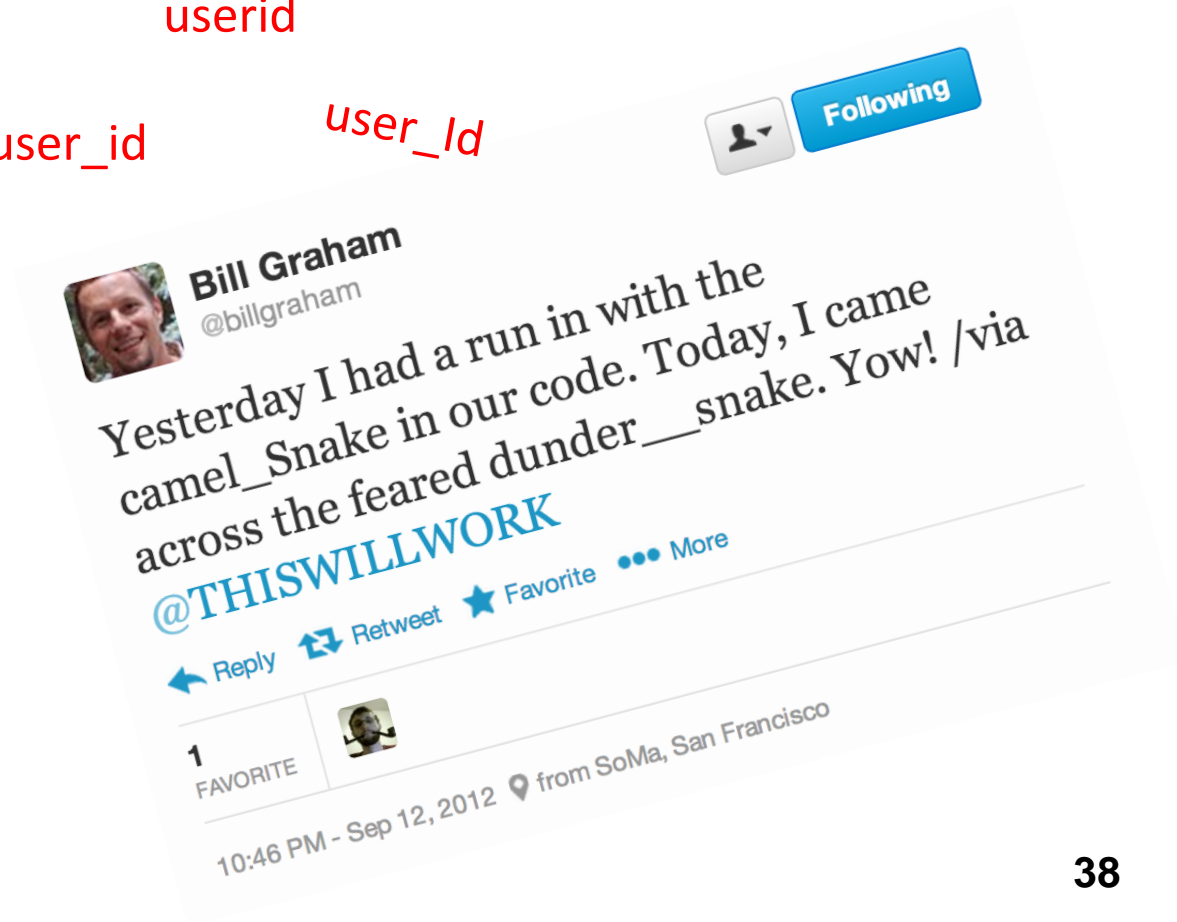 userid
user_id
user_Id
Following
Bill Graham
@billgraham
Yesterday I had a run in with the
camel_Snake in our code. Today, I came
across the feared dunder__snake. Yow! /via
@THISWILLWORK
Reply Retweet Favorite More
1
FAVORITE
10:46 PM - Sep 12, 2012 from SoMa, San Francisco
38